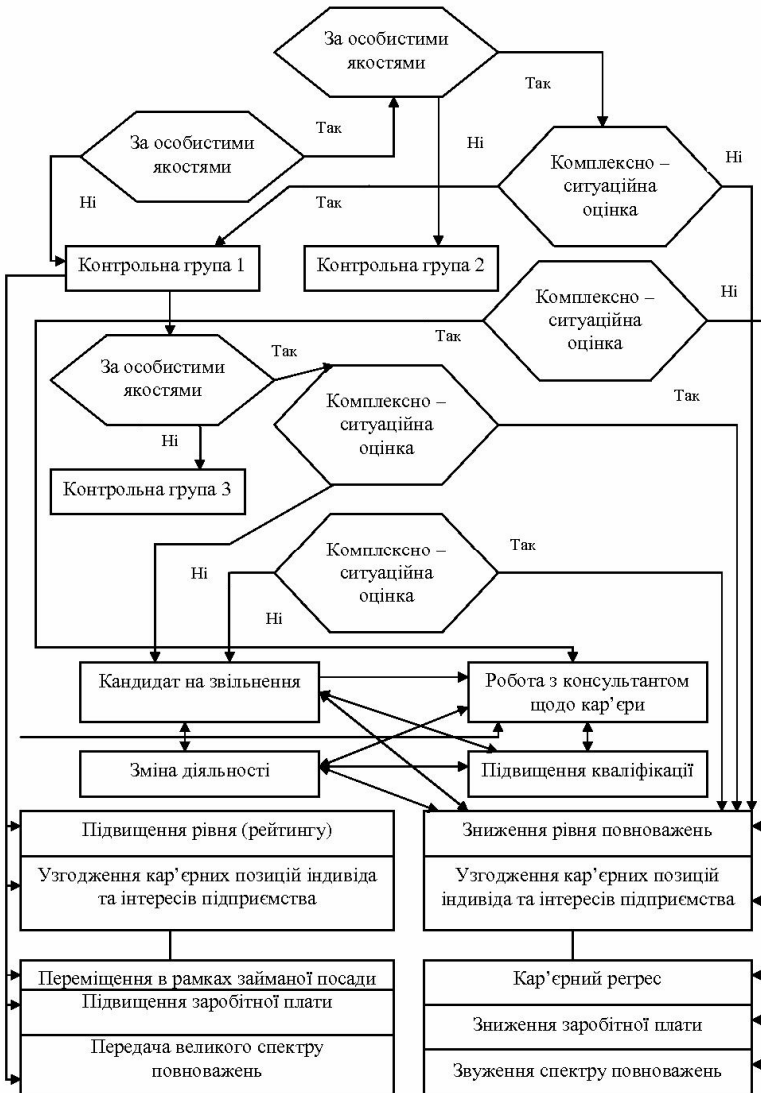 За особистими
якостями
Так
За особистими
якостями
Так
Ні
Ні
Комплексно –
ситуаційна
оцінка
Ні
Так
Контрольна група 1
Контрольна група 2
Комплексно –
ситуаційна
оцінка
Ні
Так
За особистими
якостями
Так
Комплексно –
ситуаційна
оцінка
Так
Ні
Контрольна група 3
Комплексно –
ситуаційна
оцінка
Так
Ні
Ні
Кандидат на звільнення
Робота з консультантом
щодо кар’єри
Зміна діяльності
Підвищення кваліфікації
Підвищення рівня (рейтингу)
Узгодження кар’єрних позицій індивіда
та інтересів підприємства
Зниження рівня повноважень
Узгодження кар’єрних позицій
індивіда та інтересів підприємства
Переміщення в рамках займаної посади
Підвищення заробітної плати
Передача великого спектру
повноважень
Кар’єрний регрес
Зниження заробітної плати
Звуження спектру повноважень